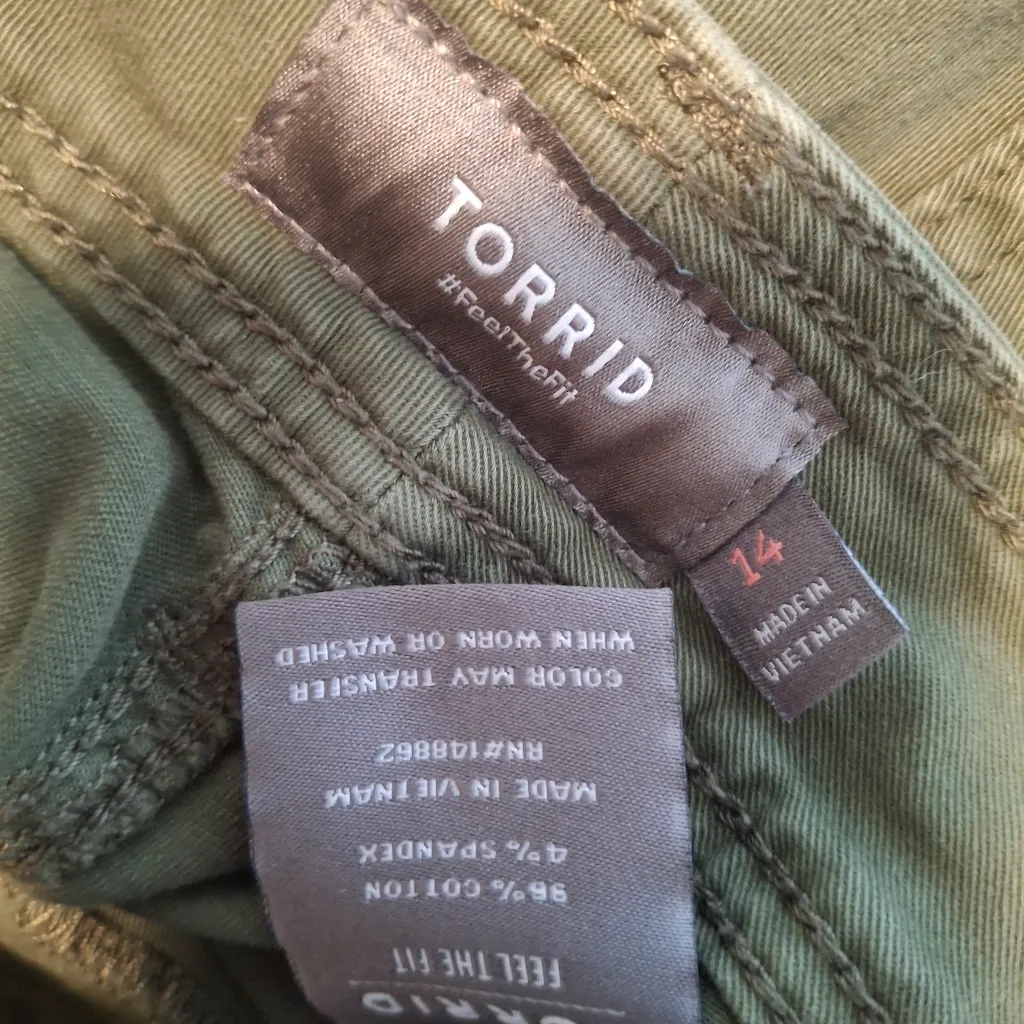 TORRID
#FeelTheFit
14
MADE IN
VIETNAM
FEEL THE FIT
96% COTTON
4% SPANDEX
MADE IN VIETNAM
RN#148862
COLOR MAY TRANSFER
WHEN WORN OR WASHED